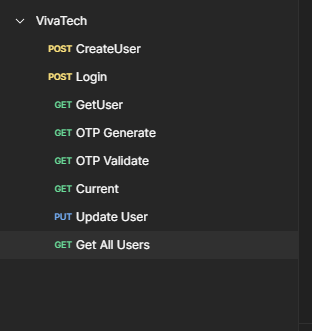 VivaTech
POST CreateUser
POST Login
GET GetUser
GET OTP Generate
GET OTP Validate
GET Current
PUT Update User
GET Get All Users